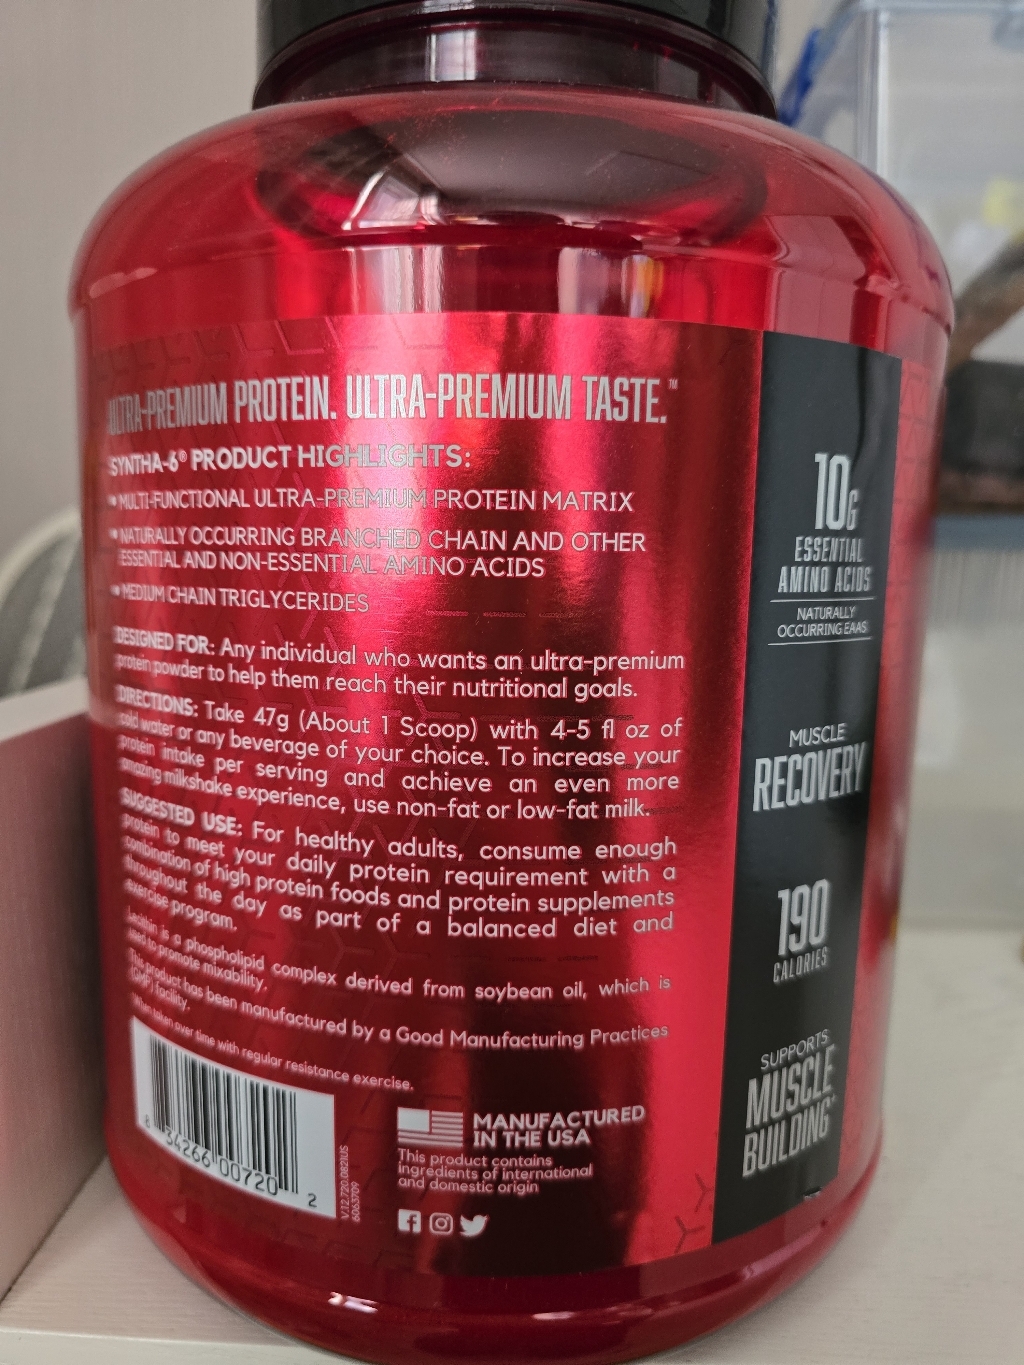 ULTRA-PREMIUM PROTEIN. ULTRA-PREMIUM TASTE.™
SYNTHA-6® PRODUCT HIGHLIGHTS:
• MULTI-FUNCTIONAL ULTRA-PREMIUM PROTEIN MATRIX
• NATURALLY OCCURRING BRANCHED CHAIN AND OTHER
ESSENTIAL AND NON-ESSENTIAL AMINO ACIDS
• MEDIUM CHAIN TRIGLYCERIDES
DESIGNED FOR: Any individual who wants an ultra-premium
protein powder to help them reach their nutritional goals.
DIRECTIONS: Take 47g (About 1 Scoop) with 4-5 fl oz of
cold water or any beverage of your choice. To increase your
protein intake per serving and achieve an even more
amazing milkshake experience, use non-fat or low-fat milk.
SUGGESTED USE: For healthy adults, consume enough
protein to meet your daily protein requirement with a
combination of high protein foods and protein supplements
throughout the day as part of a balanced diet and
exercise program.
Lecithin is a phospholipid complex derived from soybean oil, which is
used to promote mixability.
This product has been manufactured by a Good Manufacturing Practices
(GMP) facility.
*When taken over time with regular resistance exercise.
8 34266 00720 2
V.12.720.0821US
6063709
MANUFACTURED
IN THE USA
This product contains
ingredients of international
and domestic origin
10G
ESSENTIAL
AMINO ACIDS
NATURALLY
OCCURRING EAAS
MUSCLE
RECOVERY
190
CALORIES
SUPPORTS
MUSCLE
BUILDING*